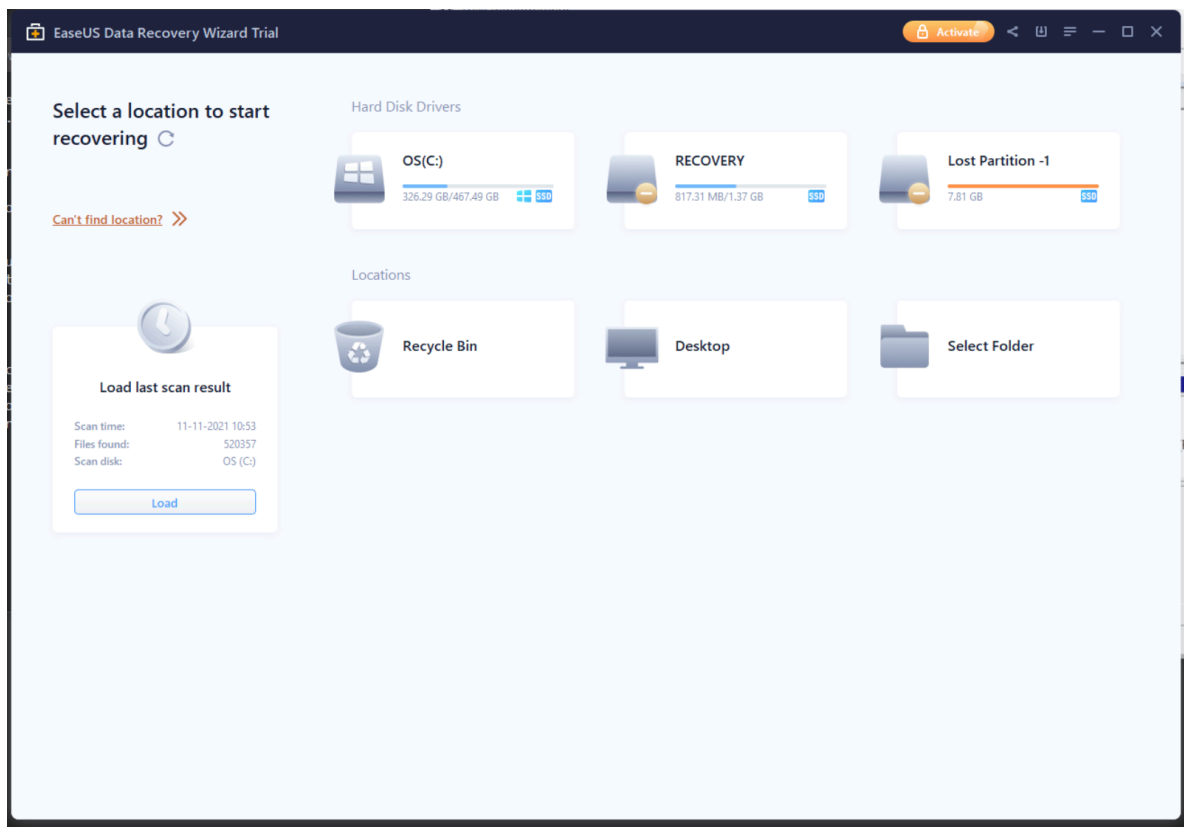 EaseUS Data Recovery Wizard Trial
Activate
Select a location to start
recovering
Can't find location?
Load last scan result
Scan time: 11-11-2021 10:53
Files found: 520357
Scan disk: OS (C:)
Load
Hard Disk Drivers
OS(C:)
326.29 GB/467.49 GB SSD
RECOVERY
817.31 MB/1.37 GB SSD
Lost Partition -1
7.81 GB SSD
Locations
Recycle Bin
Desktop
Select Folder